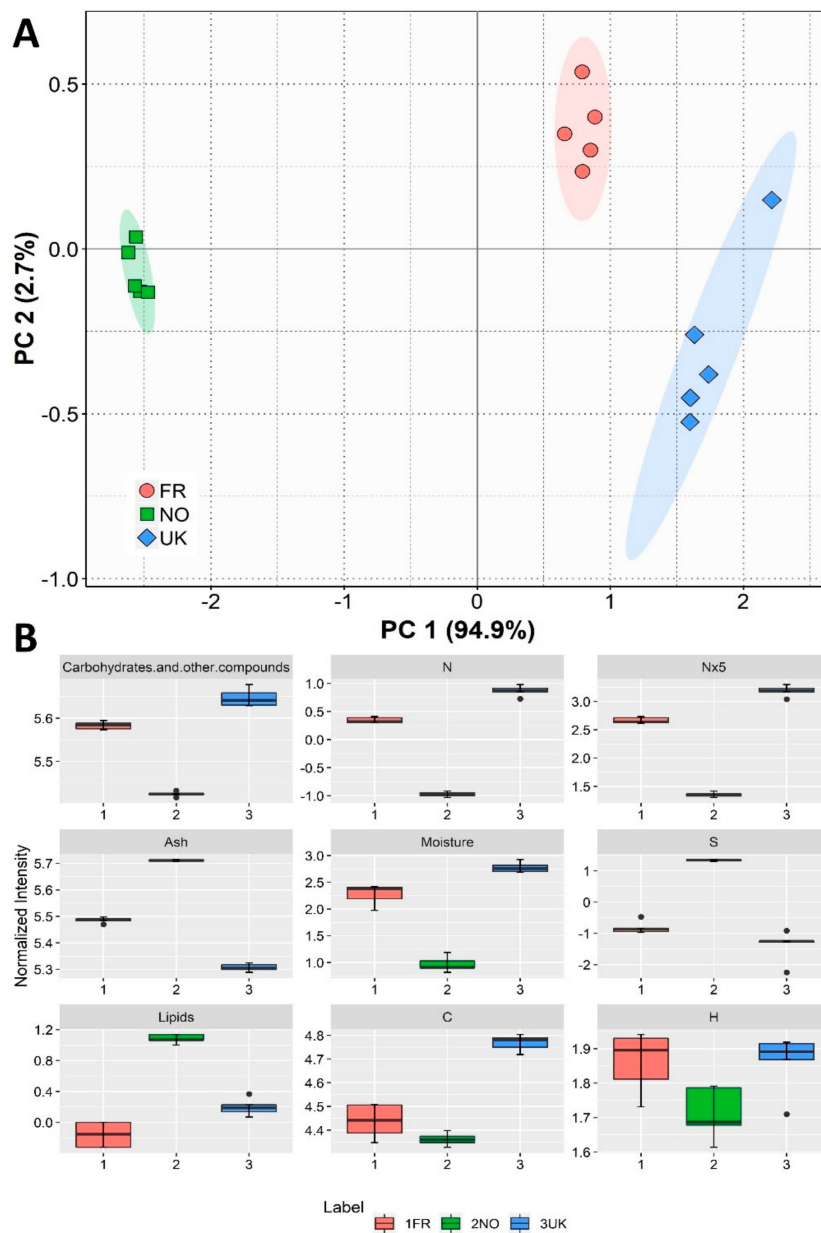 A
PC 2 (2.7%)
0.5
0.0
-0.5
-1.0
FR
NO
UK
-2
-1
0
1
2
PC 1 (94.9%)
B
Normalized Intensity
Carbohydrates.and.other.compounds
5.6
5.5
1 2 3
N
1.0
0.5
0.0
-0.5
-1.0
1 2 3
Nx5
3.0
2.5
2.0
1.5
1 2 3
Ash
5.7
5.5
5.3
1 2 3
Moisture
3.0
2.5
2.0
1.5
1.0
1 2 3
S
1
0
-1
-2
1 2 3
Lipids
1.2
0.8
0.4
0.0
1 2 3
C
4.8
4.7
4.6
4.5
4.4
1 2 3
H
1.9
1.8
1.7
1.6
1 2 3
Label 1FR 2NO 3UK